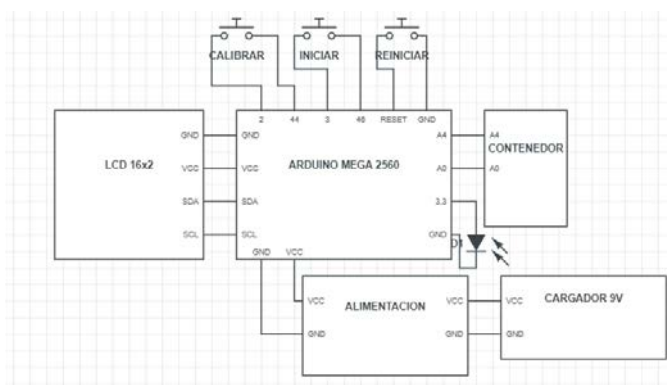 CALIBRAR INICIAR REINICIAR
2 44 3 46 RESET GND
GND GND A4 A4
LCD 16x2 ARDUINO MEGA 2560 CONTENEDOR
VCC VCC A0 A0
SDA SDA 3.3
SCL SCL GND D1
GND VCC
VCC ALIMENTACION VCC VCC CARGADOR 9V
GND GND GND